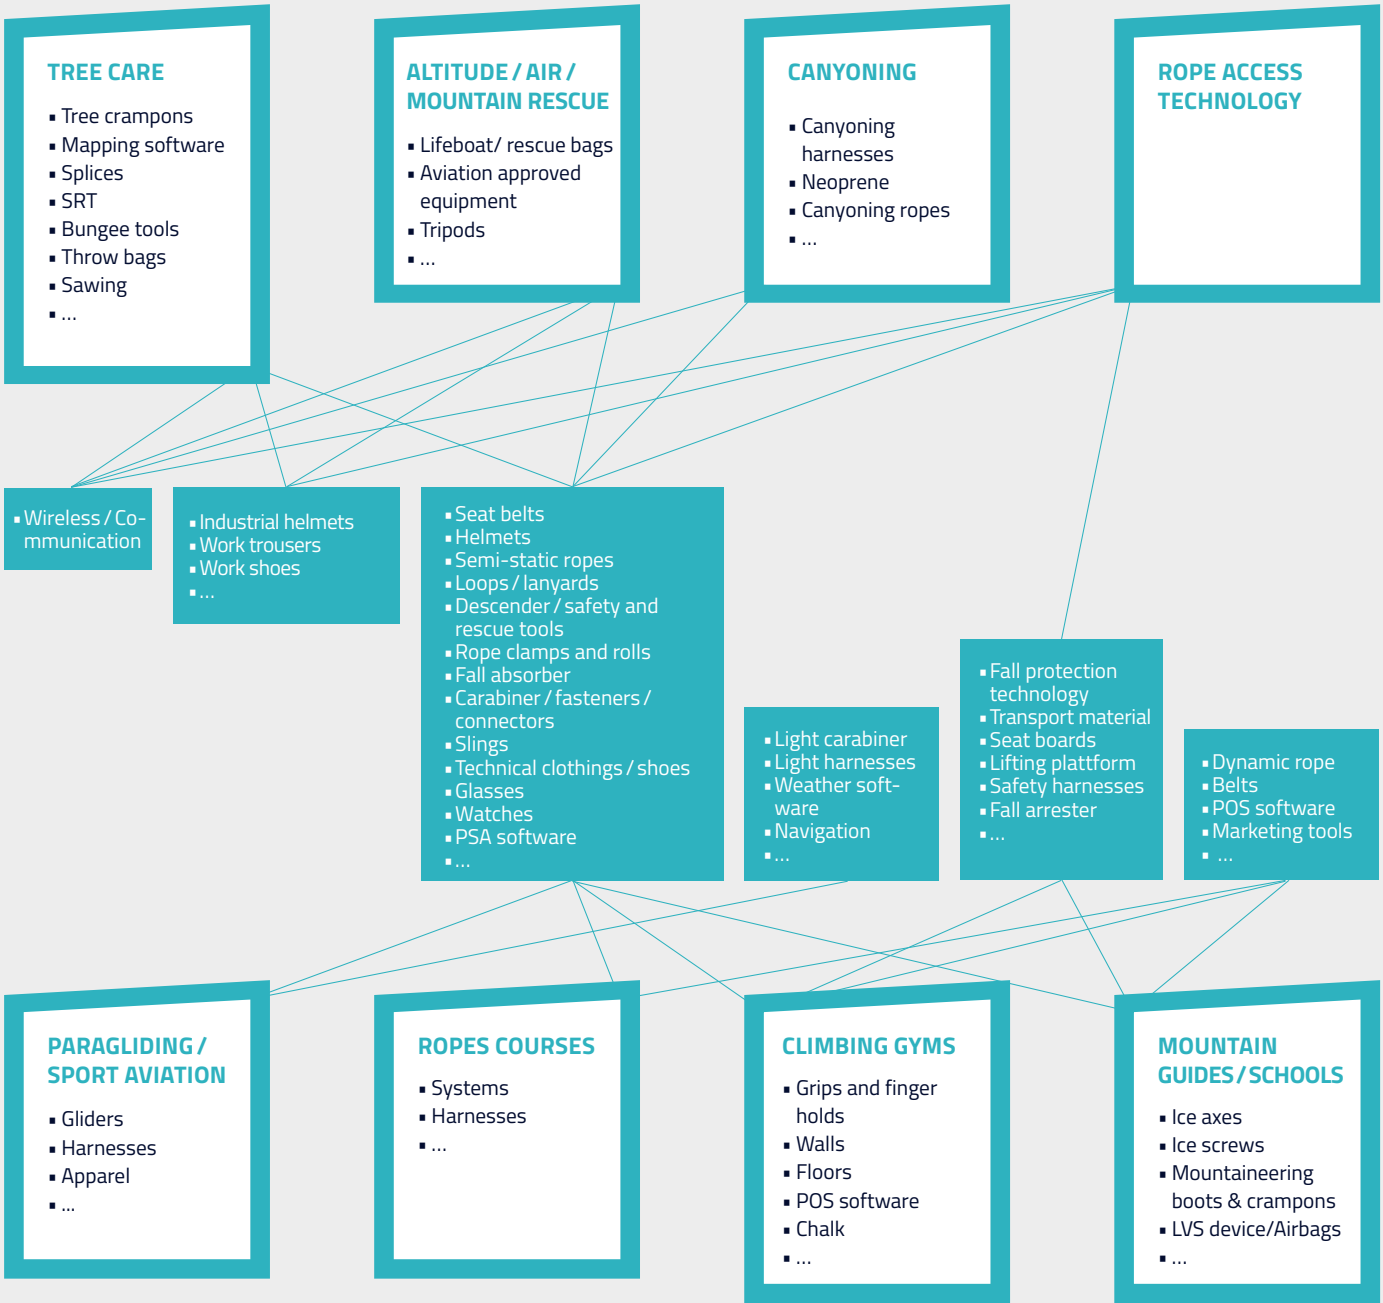 TREE CARE
▪ Tree crampons
▪ Mapping software
▪ Splices
▪ SRT
▪ Bungee tools
▪ Throw bags
▪ Sawing
▪ ...
ALTITUDE / AIR /
MOUNTAIN RESCUE
▪ Lifeboat/ rescue bags
▪ Aviation approved
equipment
▪ Tripods
▪ ...
CANYONING
▪ Canyoning
harnesses
▪ Neoprene
▪ Canyoning ropes
▪ ...
ROPE ACCESS
TECHNOLOGY
▪ Wireless / Co-
mmunication
▪ Industrial helmets
▪ Work trousers
▪ Work shoes
▪ ...
▪ Seat belts
▪ Helmets
▪ Semi-static ropes
▪ Loops / lanyards
▪ Descender / safety and
rescue tools
▪ Rope clamps and rolls
▪ Fall absorber
▪ Carabiner / fasteners /
connectors
▪ Slings
▪ Technical clothings / shoes
▪ Glasses
▪ Watches
▪ PSA software
▪ ...
▪ Light carabiner
▪ Light harnesses
▪ Weather soft-
ware
▪ Navigation
▪ ...
▪ Fall protection
technology
▪ Transport material
▪ Seat boards
▪ Lifting plattform
▪ Safety harnesses
▪ Fall arrester
▪ ...
▪ Dynamic rope
▪ Belts
▪ POS software
▪ Marketing tools
▪ ...
PARAGLIDING /
SPORT AVIATION
▪ Gliders
▪ Harnesses
▪ Apparel
▪ ...
ROPES COURSES
▪ Systems
▪ Harnesses
▪ ...
CLIMBING GYMS
▪ Grips and finger
holds
▪ Walls
▪ Floors
▪ POS software
▪ Chalk
▪ ...
MOUNTAIN
GUIDES / SCHOOLS
▪ Ice axes
▪ Ice screws
▪ Mountaineering
boots & crampons
▪ LVS device/Airbags
▪ ...